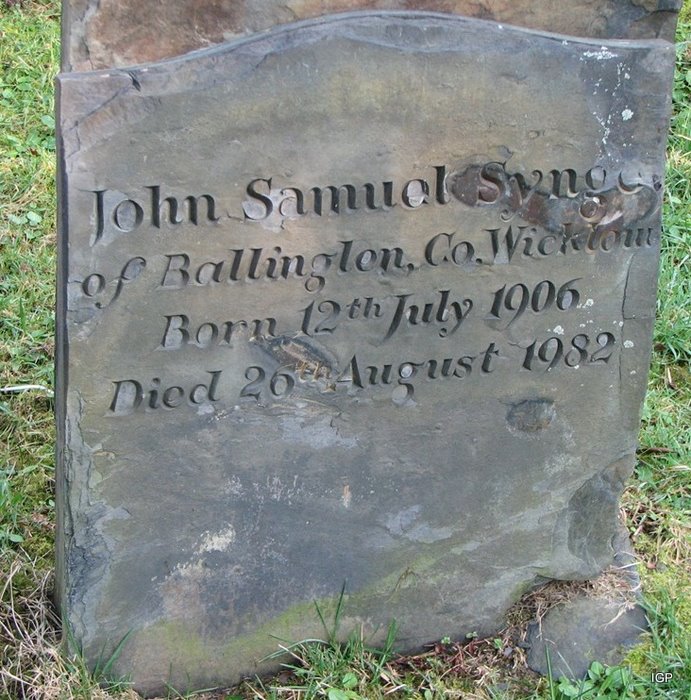 John Samuel Synge
of Ballinglen, Co. Wicklow
Born 12th July 1906
Died 26th August 1982
IGP